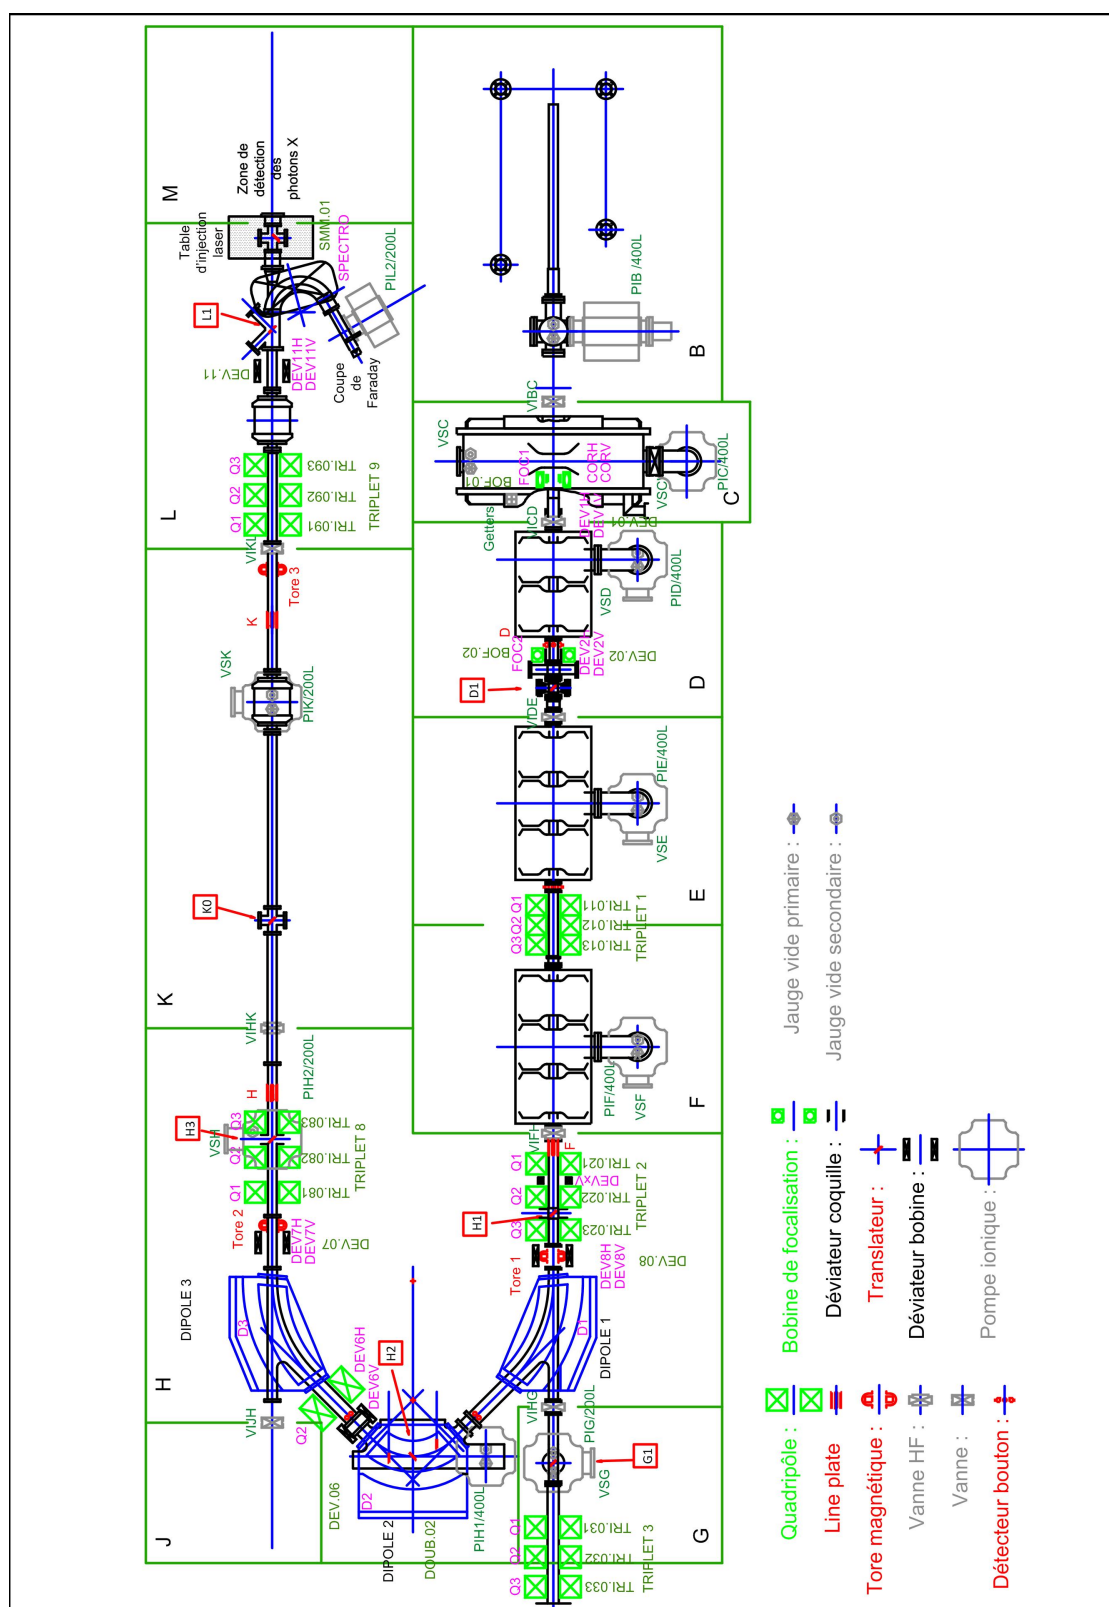 M
Zone de
détection
des
photons X
Table
d'injection
laser
SMM.01
SPECTRO
PIL2/200L
L1
DEV.11
DEV11H
DEV11V
Coupe
de
Faraday
L
Q3
Q2
Q1
TRI.093
TRI.092
TRI.091
TRIPLET 9
VIKL
Tore 3
K
VSK
PIK/200L
K0
K
VIHK
H
PIH2/200L
VSH
H3
Q3
Q2
Q1
TRI.083
TRI.082
TRI.081
TRIPLET 8
Tore 2
DEV7H
DEV7V
DEV.07
DIPOLE 3
D3
H
VIJH
DEV6H
DEV6V
Q2
H2
J
DEV.06
D2
DIPOLE 2
DOUB.02
PIH1/400L
PIB /400L
B
VIBC
VSC
BOF.01
FOC1
CORH
CORV
VSC
PIC/400L
C
Getters
VICD
DEV1H
DEV1V
DEV.01
VSD
PID/400L
D
BOF.02
FOC2
DEV2H
DEV2V
DEV.02
D1
VIDE
D
PIE/400L
VSE
E
Q1
Q2
Q3
TRI.011
TRI.012
TRI.013
TRIPLET 1
PIF/400L
VSF
F
VIFH
F
Q1
Q2
Q3
DEVxV
TRI.021
TRI.022
TRI.023
TRIPLET 2
H1
Tore 1
DEV8H
DEV8V
DEV.08
D1
DIPOLE 1
VIHG
PIG/200L
VSG
G1
Q1
Q2
Q3
TRI.031
TRI.032
TRI.033
TRIPLET 3
G
Quadripôle :
Line plate
Tore magnétique :
Vanne HF :
Vanne :
Détecteur bouton :
Bobine de focalisation :
Déviateur coquille :
Translateur :
Déviateur bobine :
Pompe ionique :
Jauge vide primaire :
Jauge vide secondaire :